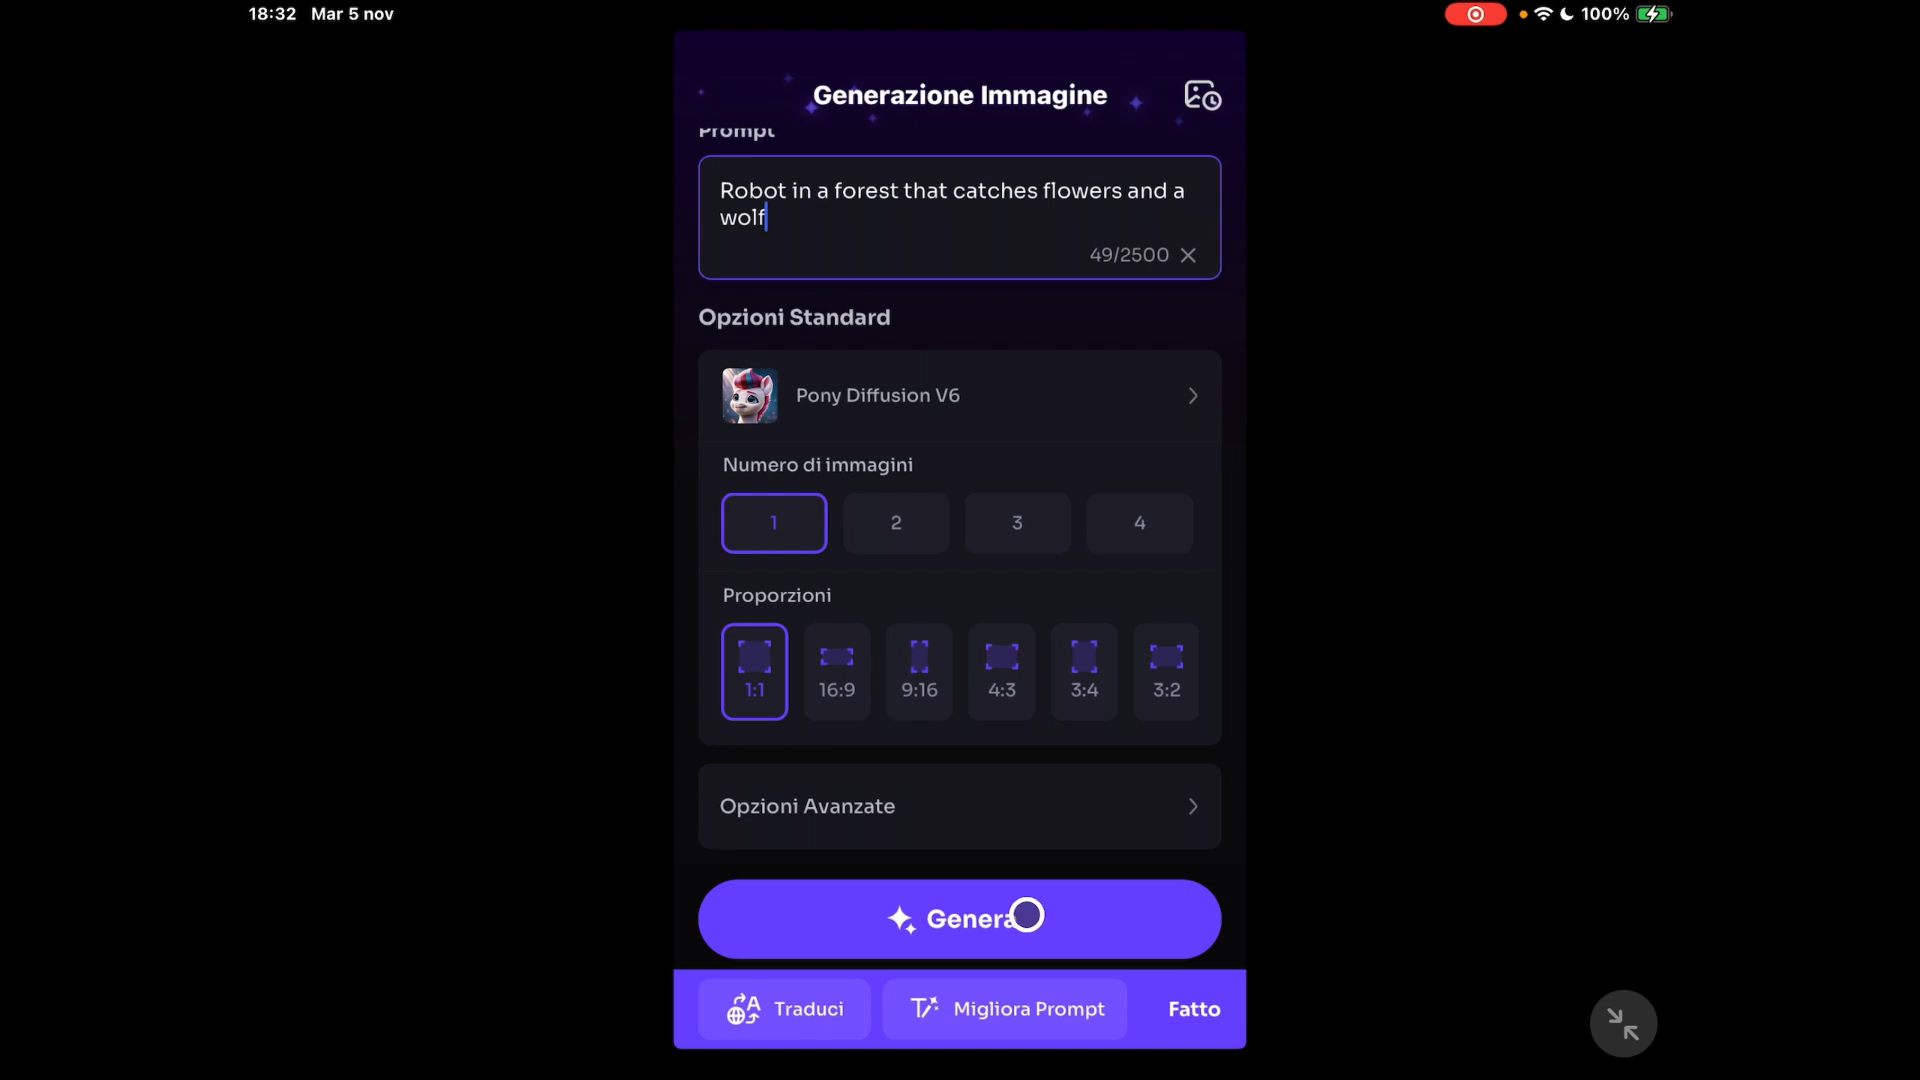 18:32 Mar 5 nov
100%
Generazione Immagine
Prompt
Robot in a forest that catches flowers and a
wolf
49/2500
Opzioni Standard
Pony Diffusion V6
Numero di immagini
1 2 3 4
Proporzioni
1:1 16:9 9:16 4:3 3:4 3:2
Opzioni Avanzate
Genera
Traduci Migliora Prompt Fatto